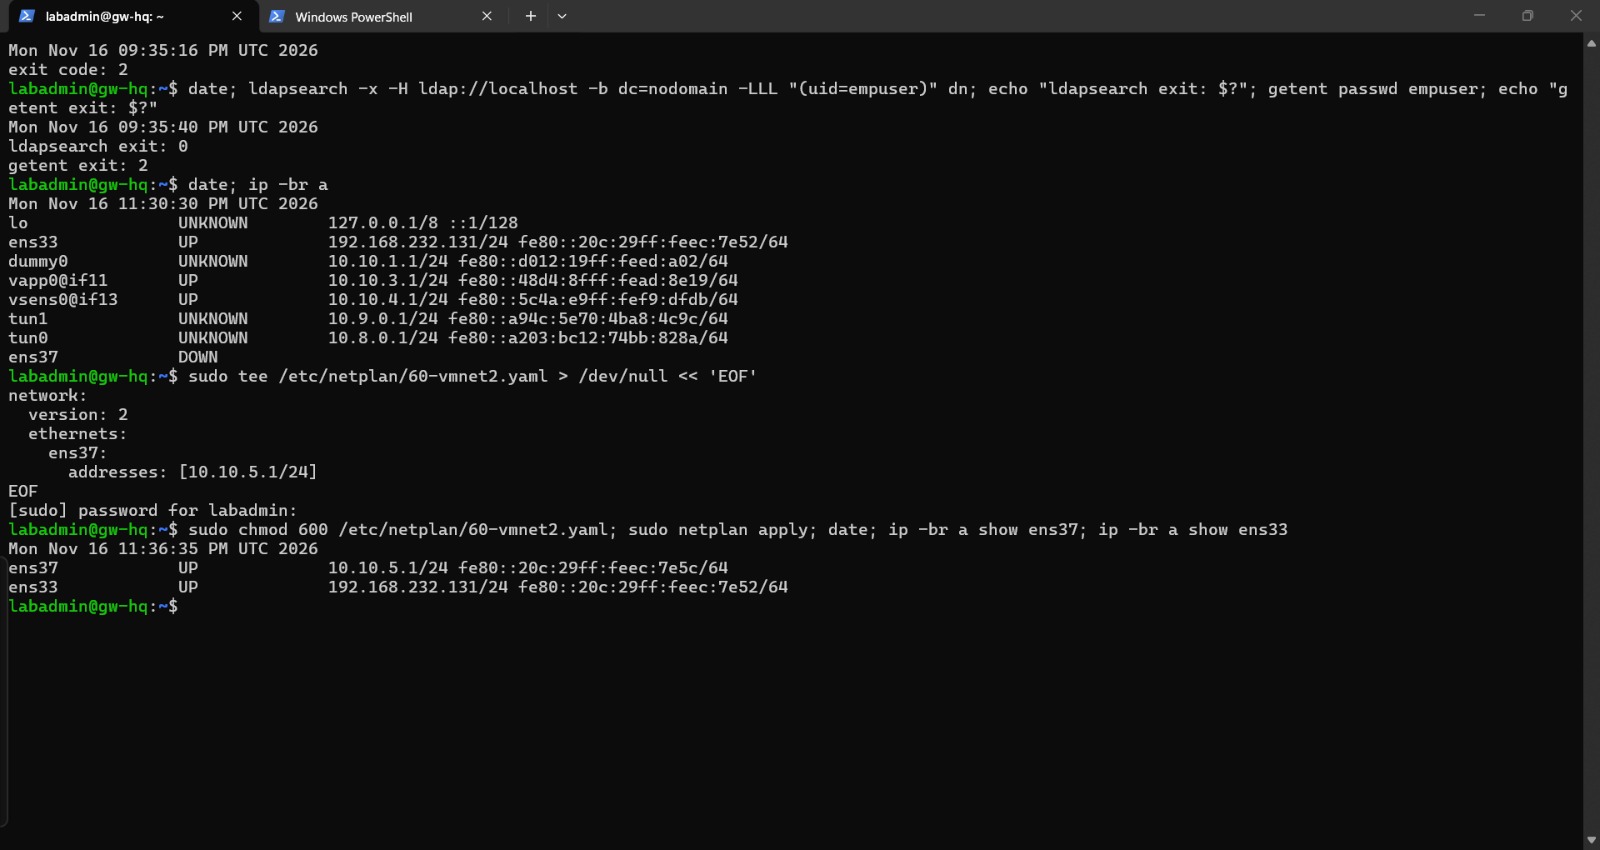 labadmin@gw-hq: ~
Windows PowerShell
Mon Nov 16 09:35:16 PM UTC 2026
exit code: 2
labadmin@gw-hq:~$ date; ldapsearch -x -H ldap://localhost -b dc=nodomain -LLL "(uid=empuser)" dn; echo "ldapsearch exit: $?"; getent passwd empuser; echo "g
etent exit: $?"
Mon Nov 16 09:35:40 PM UTC 2026
ldapsearch exit: 0
getent exit: 2
labadmin@gw-hq:~$ date; ip -br a
Mon Nov 16 11:30:30 PM UTC 2026
lo               UNKNOWN        127.0.0.1/8 ::1/128
ens33            UP             192.168.232.131/24 fe80::20c:29ff:feec:7e52/64
dummy0           UNKNOWN        10.10.1.1/24 fe80::d012:19ff:feed:a02/64
vapp0@if11       UP             10.10.3.1/24 fe80::48d4:8fff:fead:8e19/64
vsens0@if13      UP             10.10.4.1/24 fe80::5c4a:e9ff:fef9:dfdb/64
tun1             UNKNOWN        10.9.0.1/24 fe80::a94c:5e70:4ba8:4c9c/64
tun0             UNKNOWN        10.8.0.1/24 fe80::a203:bc12:74bb:828a/64
ens37            DOWN
labadmin@gw-hq:~$ sudo tee /etc/netplan/60-vmnet2.yaml > /dev/null << 'EOF'
network:
  version: 2
  ethernets:
    ens37:
      addresses: [10.10.5.1/24]
EOF
[sudo] password for labadmin:
labadmin@gw-hq:~$ sudo chmod 600 /etc/netplan/60-vmnet2.yaml; sudo netplan apply; date; ip -br a show ens37; ip -br a show ens33
Mon Nov 16 11:36:35 PM UTC 2026
ens37            UP             10.10.5.1/24 fe80::20c:29ff:feec:7e5c/64
ens33            UP             192.168.232.131/24 fe80::20c:29ff:feec:7e52/64
labadmin@gw-hq:~$